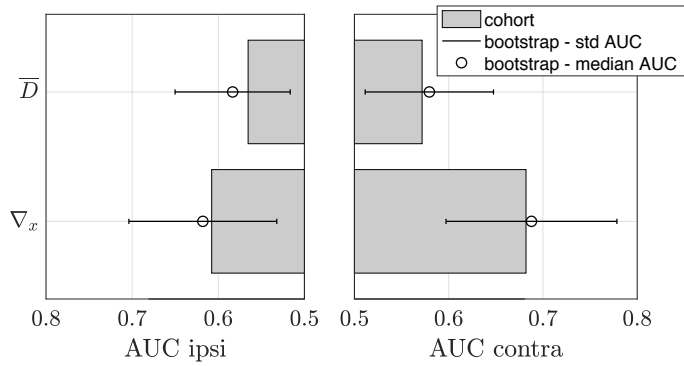 cohort
bootstrap - std AUC
bootstrap - median AUC
D̅
∇ₓ
0.8 0.7 0.6 0.5
0.5 0.6 0.7 0.8
AUC ipsi
AUC contra